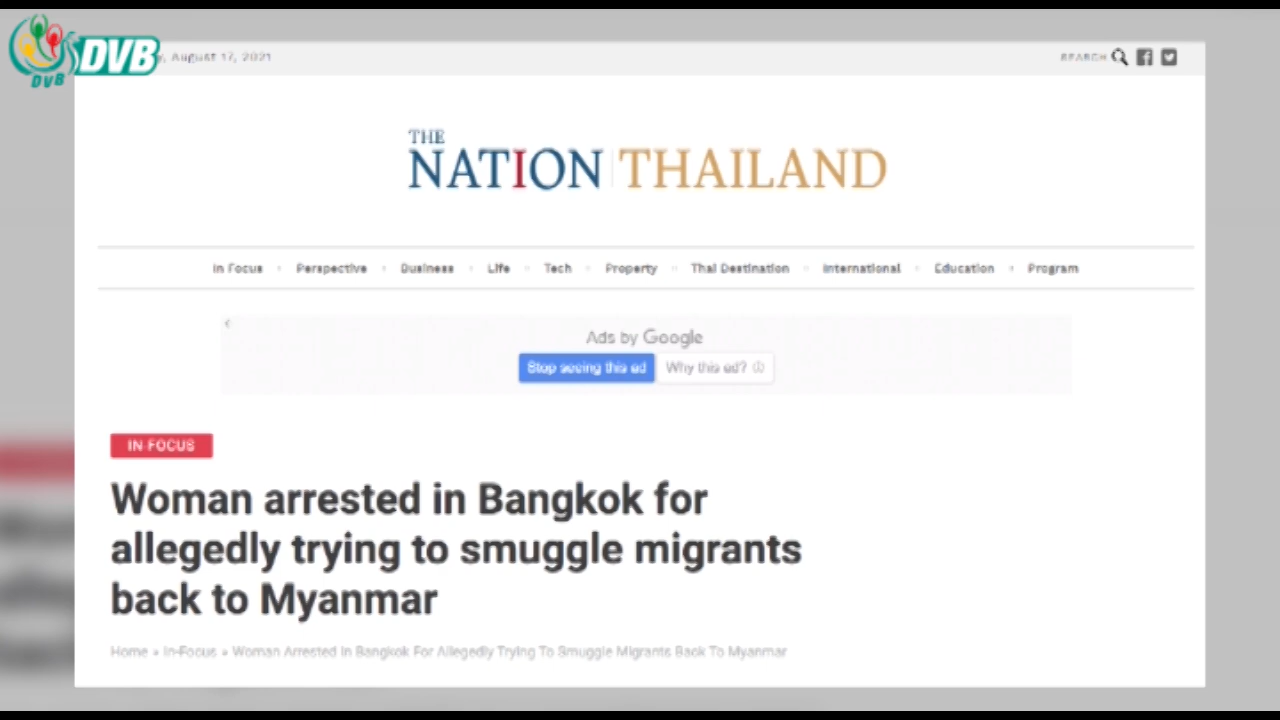 DVB
DVB
August 17, 2021
SEARCH
THE
NATION THAILAND
In Focus
Perspective
Business
Life
Tech
Property
Thai Destination
International
Education
Program
Ads by Google
Stop seeing this ad
Why this ad?
IN FOCUS
Woman arrested in Bangkok for
allegedly trying to smuggle migrants
back to Myanmar
Home » In-Focus » Woman Arrested In Bangkok For Allegedly Trying To Smuggle Migrants Back To Myanmar